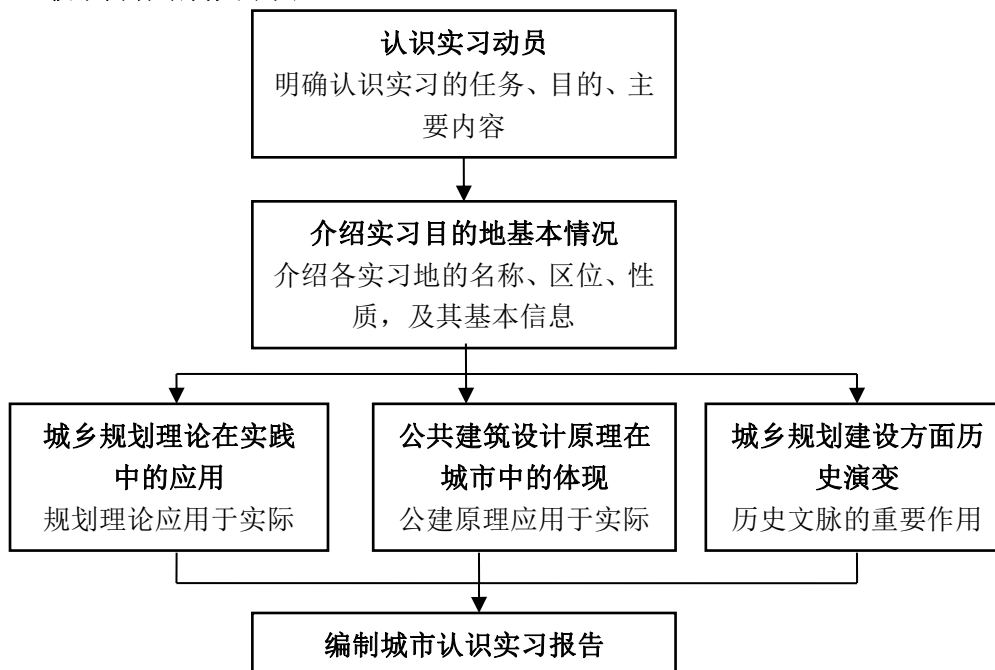 认识实习动员
明确认识实习的任务、目的、主
要内容
介绍实习目的地基本情况
介绍各实习地的名称、区位、性
质，及其基本信息
城乡规划理论在实践
中的应用
规划理论应用于实际
公共建筑设计原理在
城市中的体现
公建原理应用于实际
城乡规划建设方面历
史演变
历史文脉的重要作用
编制城市认识实习报告